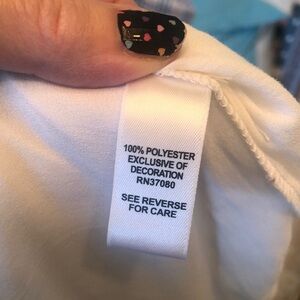 100% POLYESTER
EXCLUSIVE OF
DECORATION
RN37080
SEE REVERSE
FOR CARE